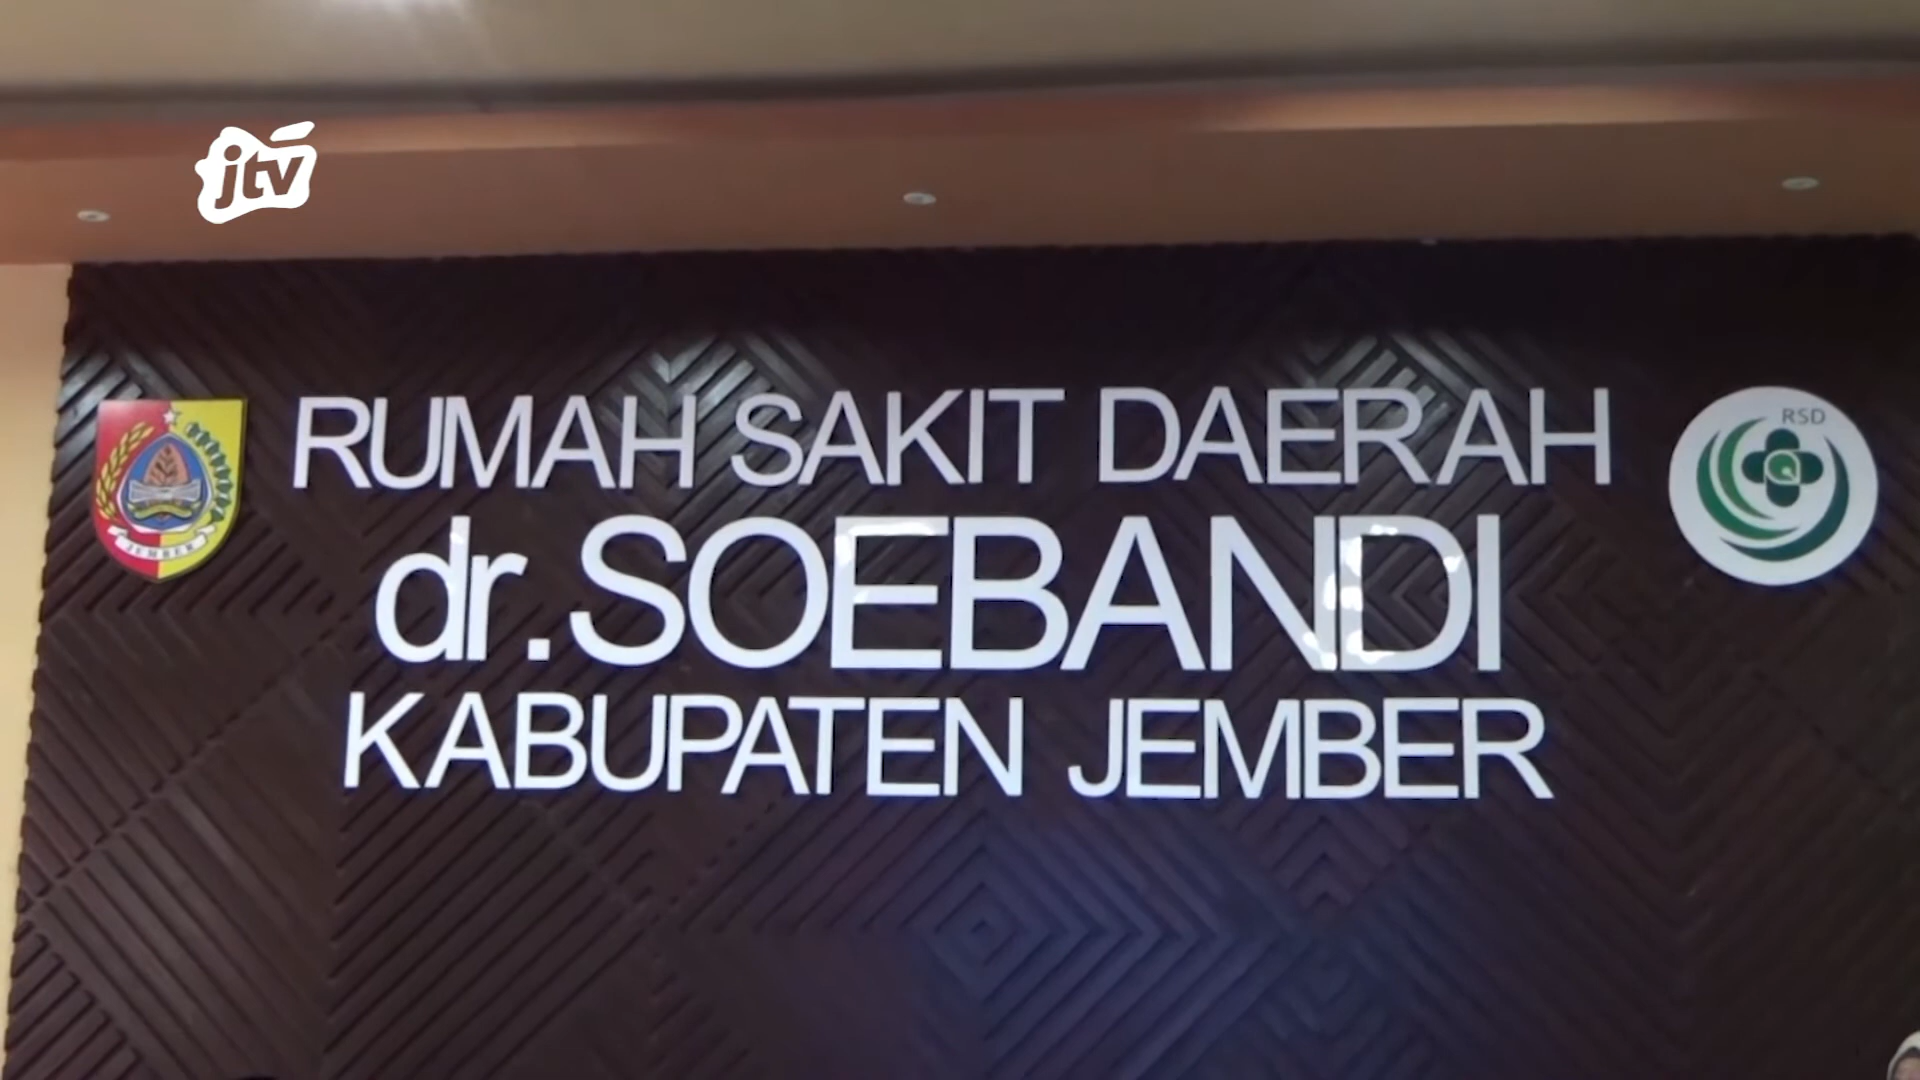 jtv
RUMAH SAKIT DAERAH
RSD
JEMBER
dr.SOEBANDI
KABUPATEN JEMBER